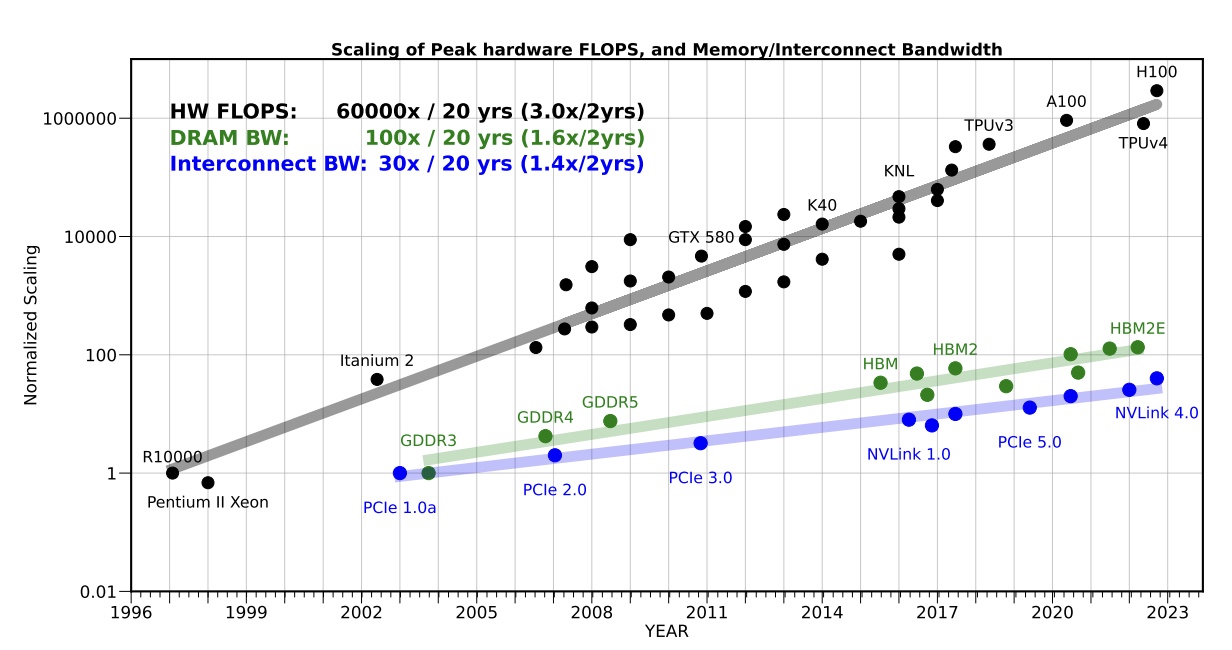 Scaling of Peak hardware FLOPS, and Memory/Interconnect Bandwidth
HW FLOPS: 60000x / 20 yrs (3.0x/2yrs)
DRAM BW: 100x / 20 yrs (1.6x/2yrs)
Interconnect BW: 30x / 20 yrs (1.4x/2yrs)
H100
A100
TPUv3
TPUv4
KNL
K40
GTX 580
Itanium 2
R10000
Pentium II Xeon
HBM2E
HBM2
HBM
GDDR5
GDDR4
GDDR3
NVLink 4.0
PCIe 5.0
NVLink 1.0
PCIe 3.0
PCIe 2.0
PCIe 1.0a
Normalized Scaling
1000000
10000
100
1
0.01
1996 1999 2002 2005 2008 2011 2014 2017 2020 2023
YEAR